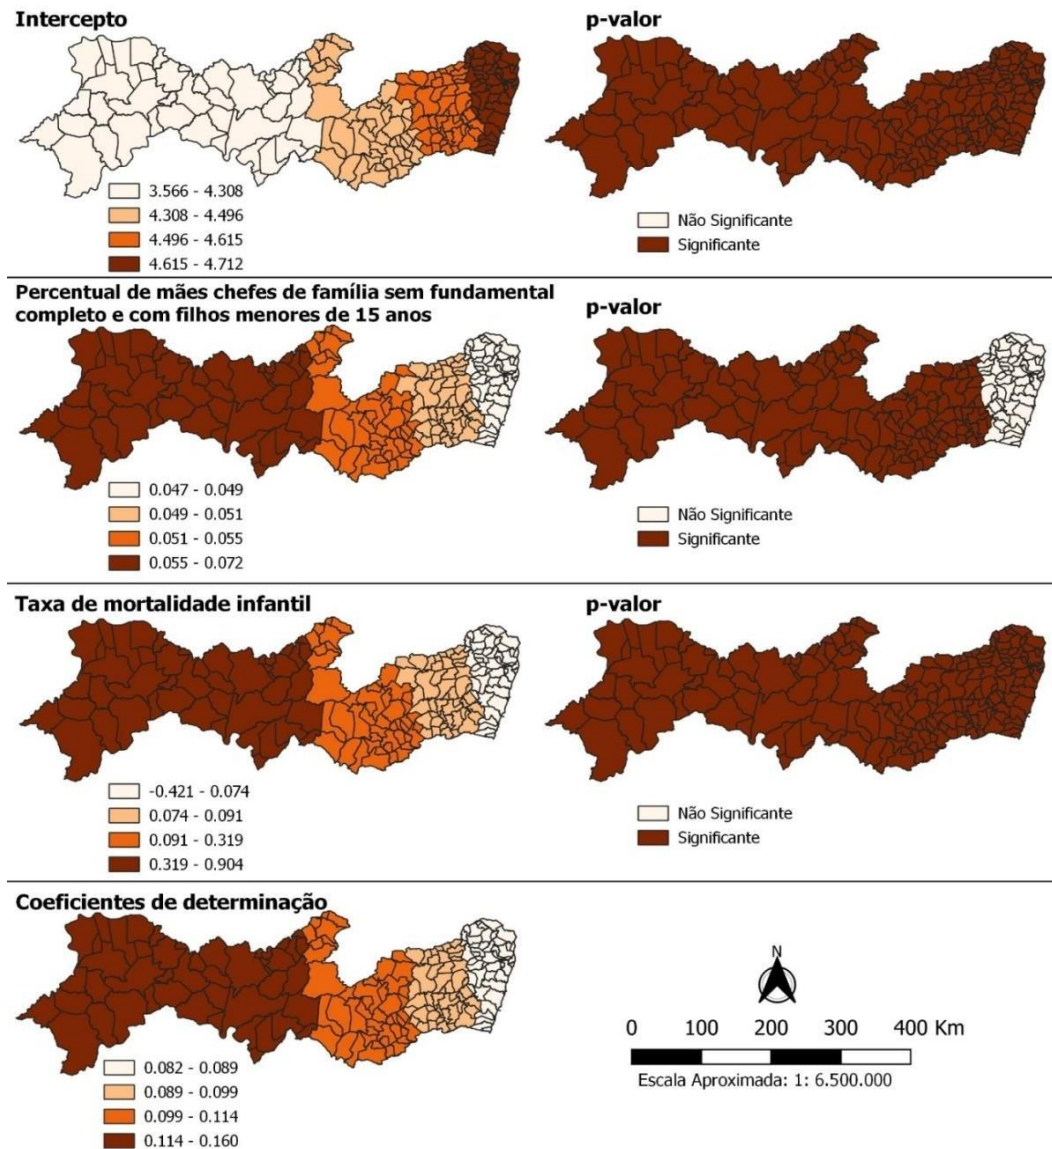 Intercepto
p-valor
3.566 - 4.308
4.308 - 4.496
4.496 - 4.615
4.615 - 4.712
Não Significante
Significante
Percentual de mães chefes de família sem fundamental
completo e com filhos menores de 15 anos
p-valor
0.047 - 0.049
0.049 - 0.051
0.051 - 0.055
0.055 - 0.072
Não Significante
Significante
Taxa de mortalidade infantil
p-valor
-0.421 - 0.074
0.074 - 0.091
0.091 - 0.319
0.319 - 0.904
Não Significante
Significante
Coeficientes de determinação
0.082 - 0.089
0.089 - 0.099
0.099 - 0.114
0.114 - 0.160
N
0 100 200 300 400 Km
Escala Aproximada: 1: 6.500.000